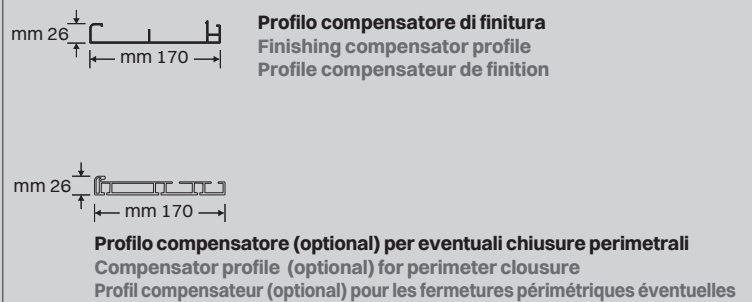 mm 26
mm 170
Profilo compensatore di finitura
Finishing compensator profile
Profile compensateur de finition
mm 26
mm 170
Profilo compensatore (optional) per eventuali chiusure perimetrali
Compensator profile (optional) for perimeter clousure
Profil compensateur (optional) pour les fermetures périmétriques éventuelles